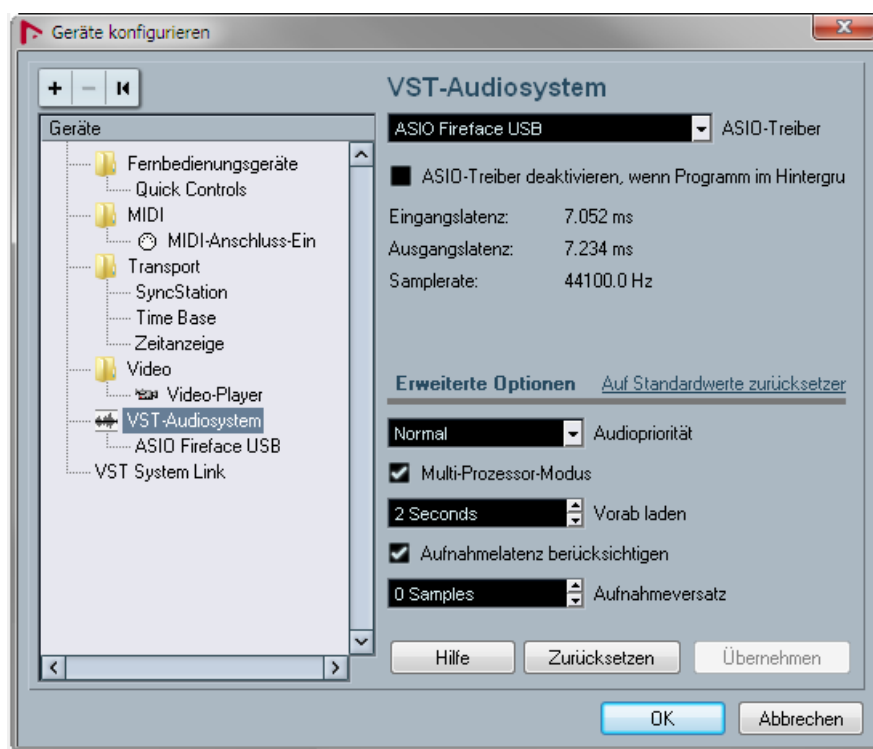 Geräte konfigurieren
Geräte
Fernbedienungsgeräte
Quick Controls
MIDI
MIDI-Anschluss-Ein
Transport
SyncStation
Time Base
Zeitanzeige
Video
Video-Player
VST-Audiosystem
ASIO Fireface USB
VST System Link
VST-Audiosystem
ASIO Fireface USB ASIO-Treiber
ASIO-Treiber deaktivieren, wenn Programm im Hintergru
Eingangslatenz: 7.052 ms
Ausgangslatenz: 7.234 ms
Samplerate: 44100.0 Hz
Erweiterte Optionen Auf Standardwerte zurücksetzer
Normal Audiopriorität
Multi-Prozessor-Modus
2 Seconds Vorab laden
Aufnahmelatenz berücksichtigen
0 Samples Aufnahmeversatz
Hilfe Zurücksetzen Übernehmen
OK Abbrechen